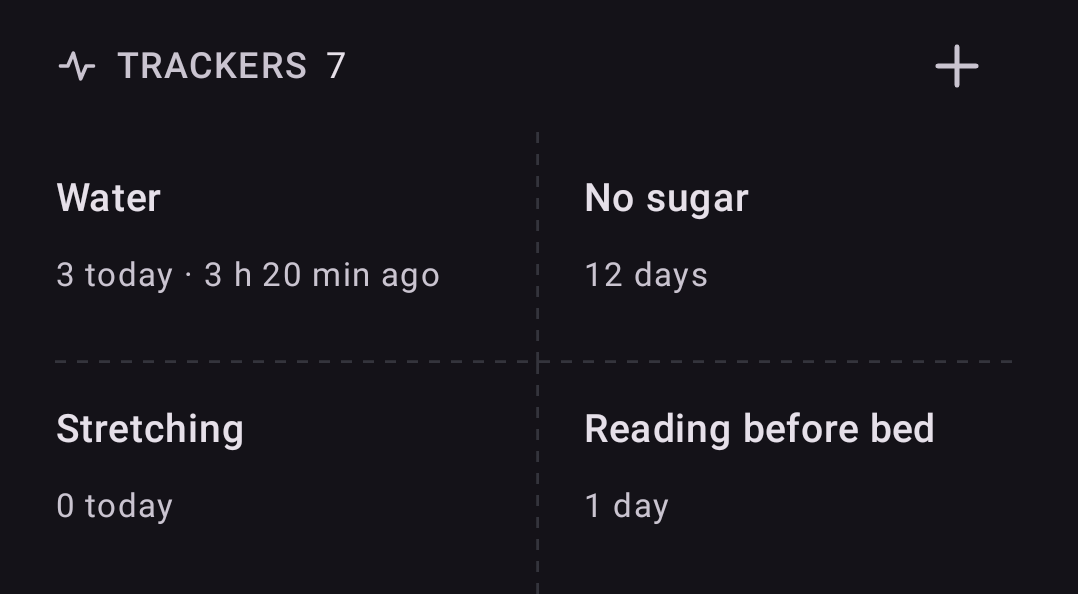 TRACKERS 7
Water
3 today · 3 h 20 min ago
No sugar
12 days
Stretching
0 today
Reading before bed
1 day